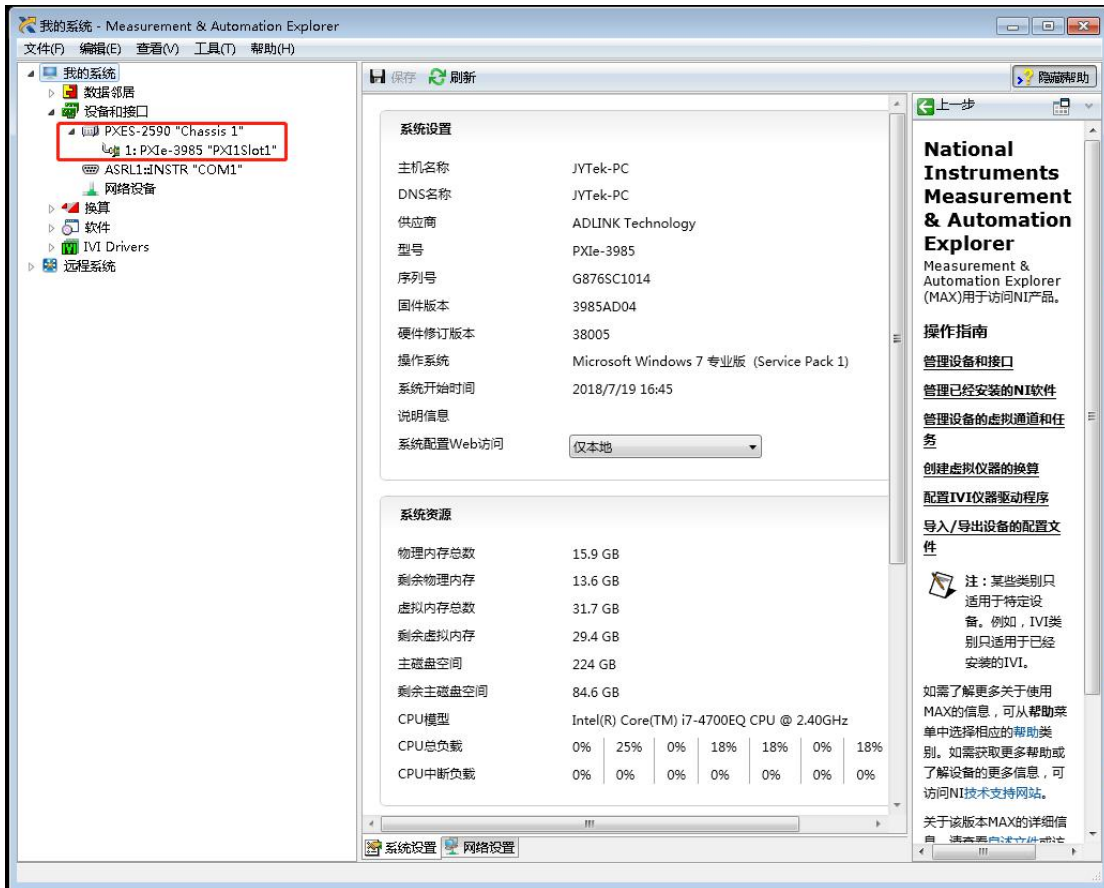 我的系统 - Measurement & Automation Explorer
文件(F) 编辑(E) 查看(V) 工具(T) 帮助(H)
我的系统
数据邻居
设备和接口
PXES-2590 "Chassis 1"
1: PXIe-3985 "PXI1Slot1"
ASRL1::INSTR "COM1"
网络设备
换算
软件
IVI Drivers
远程系统
保存 刷新
隐藏帮助
系统设置
主机名称 JYTek-PC
DNS名称 JYTek-PC
供应商 ADLINK Technology
型号 PXIe-3985
序列号 G876SC1014
固件版本 3985AD04
硬件修订版本 38005
操作系统 Microsoft Windows 7 专业版 (Service Pack 1)
系统开始时间 2018/7/19 16:45
说明信息
系统配置Web访问 仅本地
系统资源
物理内存总数 15.9 GB
剩余物理内存 13.6 GB
虚拟内存总数 31.7 GB
剩余虚拟内存 29.4 GB
主磁盘空间 224 GB
剩余主磁盘空间 84.6 GB
CPU模型 Intel(R) Core(TM) i7-4700EQ CPU @ 2.40GHz
CPU总负载 0% 25% 0% 18% 18% 0% 18%
CPU中断负载 0% 0% 0% 0% 0% 0% 0%
系统设置 网络设置
上一步
National
Instruments
Measurement
& Automation
Explorer
Measurement &
Automation Explorer
(MAX)用于访问NI产品。
操作指南
管理设备和接口
管理已经安装的NI软件
管理设备的虚拟通道和任
务
创建虚拟仪器的换算
配置IVI仪器驱动程序
导入/导出设备的配置文
件
注：某些类别只
适用于特定设
备。例如，IVI类
别只适用于已经
安装的IVI。
如需了解更多关于使用
MAX的信息，可从帮助菜
单中选择相应的帮助类
别。如需获取更多帮助或
了解设备的更多信息，可
访问NI技术支持网站。
关于该版本MAX的详细信
息，请查看自述文件或访